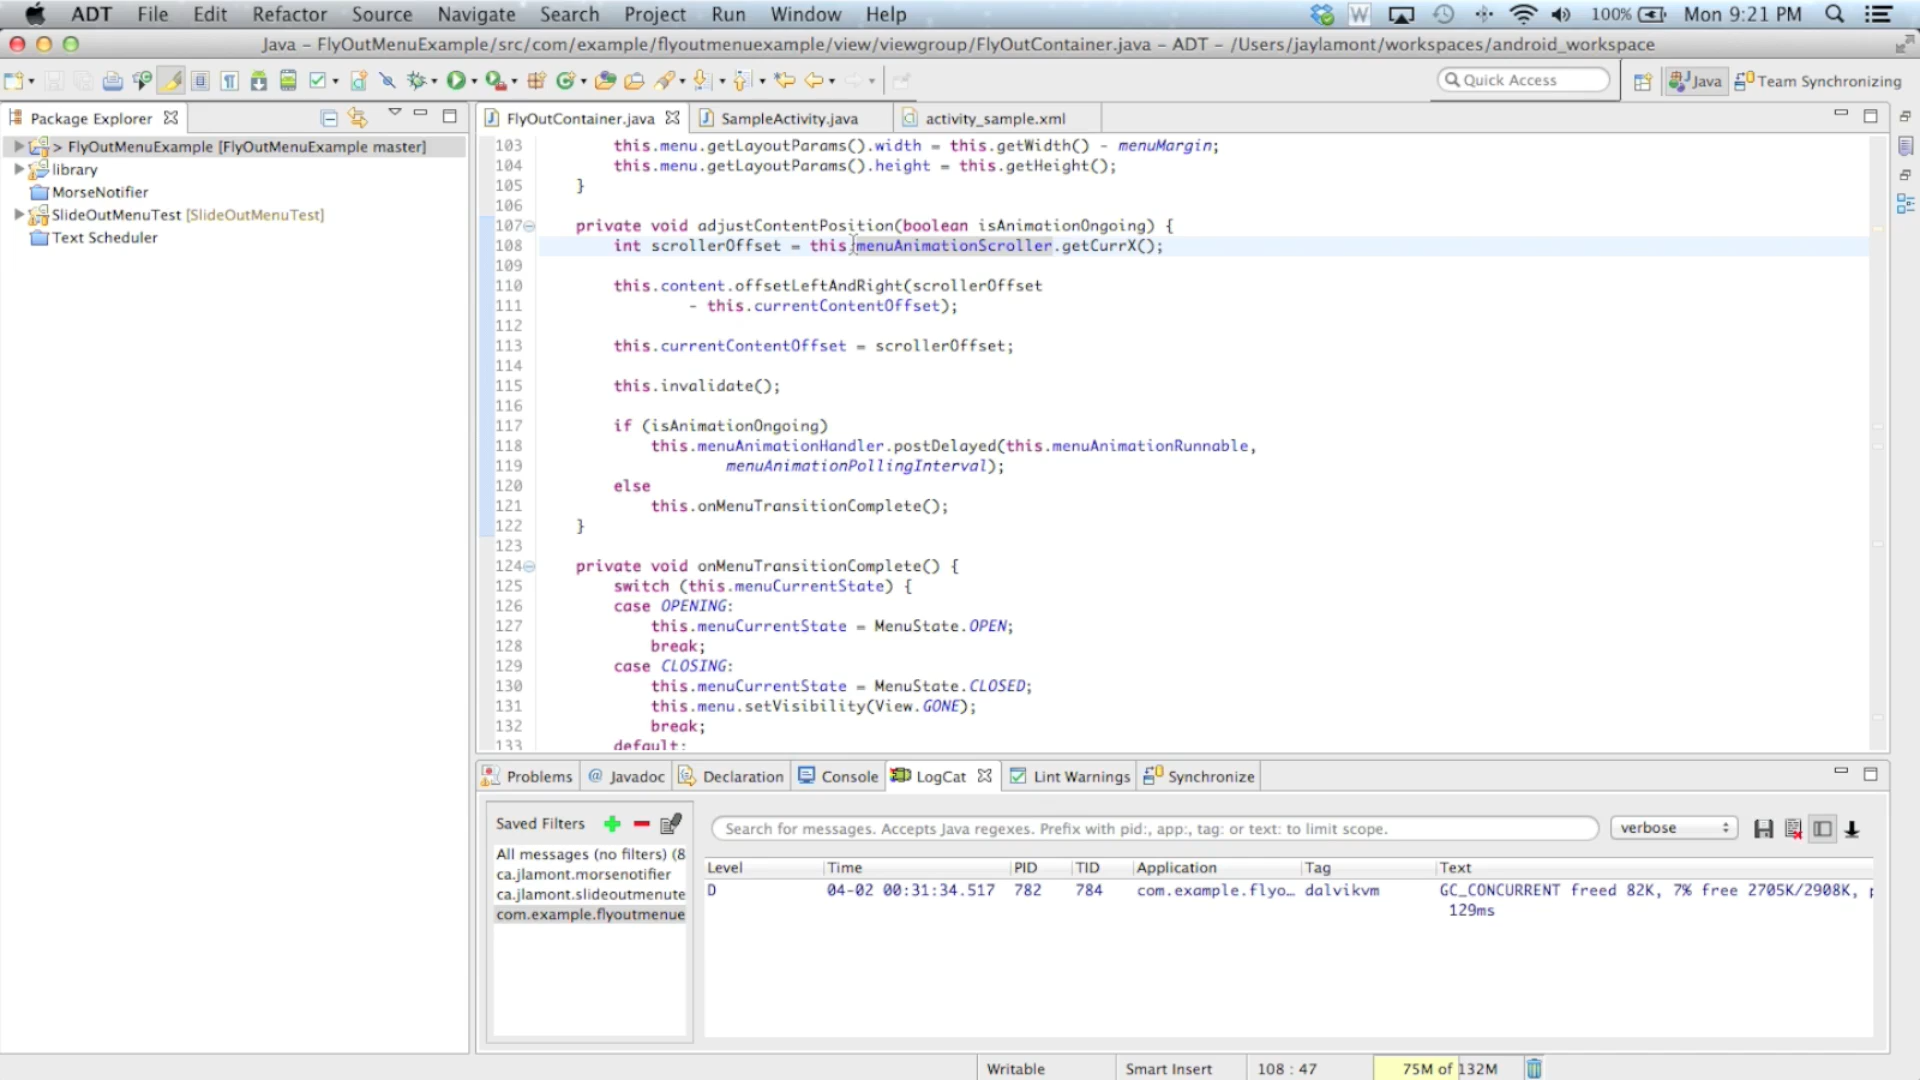 ADT File Edit Refactor Source Navigate Search Project Run Window Help 100% Mon 9:21 PM
Java – FlyOutMenuExample/src/com/example/flyoutmenuexample/view/viewgroup/FlyOutContainer.java – ADT – /Users/jaylamont/workspaces/android_workspace
Quick Access Java Team Synchronizing
Package Explorer
> FlyOutMenuExample [FlyOutMenuExample master]
library
MorseNotifier
SlideOutMenuTest [SlideOutMenuTest]
Text Scheduler
FlyOutContainer.java SampleActivity.java activity_sample.xml
103 this.menu.getLayoutParams().width = this.getWidth() - menuMargin;
104 this.menu.getLayoutParams().height = this.getHeight();
105 }
106
107 private void adjustContentPosition(boolean isAnimationOngoing) {
108 int scrollerOffset = this.menuAnimationScroller.getCurrX();
109
110 this.content.offsetLeftAndRight(scrollerOffset
111 - this.currentContentOffset);
112
113 this.currentContentOffset = scrollerOffset;
114
115 this.invalidate();
116
117 if (isAnimationOngoing)
118 this.menuAnimationHandler.postDelayed(this.menuAnimationRunnable,
119 menuAnimationPollingInterval);
120 else
121 this.onMenuTransitionComplete();
122 }
123
124 private void onMenuTransitionComplete() {
125 switch (this.menuCurrentState) {
126 case OPENING:
127 this.menuCurrentState = MenuState.OPEN;
128 break;
129 case CLOSING:
130 this.menuCurrentState = MenuState.CLOSED;
131 this.menu.setVisibility(View.GONE);
132 break;
133 default:
Problems @ Javadoc Declaration Console LogCat Lint Warnings Synchronize
Saved Filters
All messages (no filters) (8
ca.jlamont.morsenotifier
ca.jlamont.slideoutmenute
com.example.flyoutmenue
Search for messages. Accepts Java regexes. Prefix with pid:, app:, tag: or text: to limit scope. verbose
Level Time PID TID Application Tag Text
D 04-02 00:31:34.517 782 784 com.example.flyo... dalvikvm GC_CONCURRENT freed 82K, 7% free 2705K/2908K, p
129ms
Writable Smart Insert 108 : 47 75M of 132M